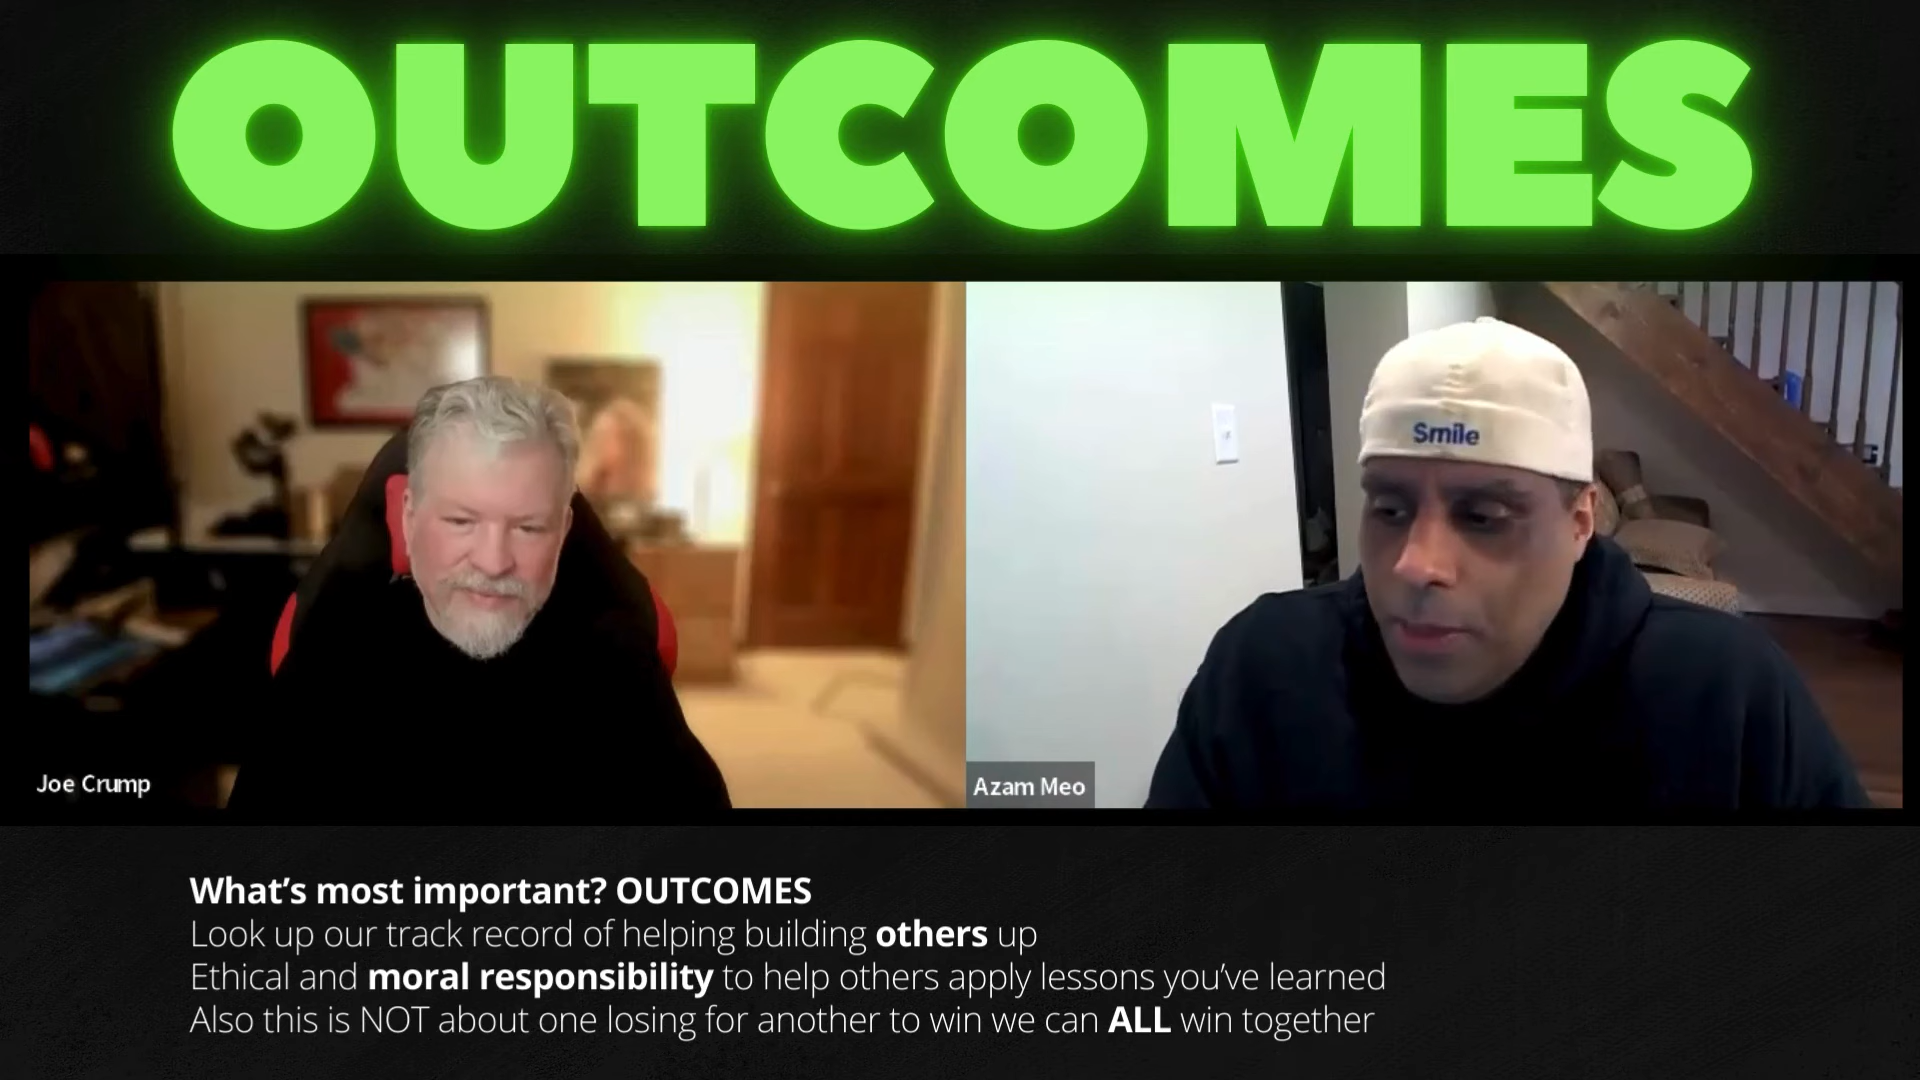 OUTCOMES
Smile
Joe Crump
Azam Meo
What's most important? OUTCOMES
Look up our track record of helping building others up
Ethical and moral responsibility to help others apply lessons you've learned
Also this is NOT about one losing for another to win we can ALL win together